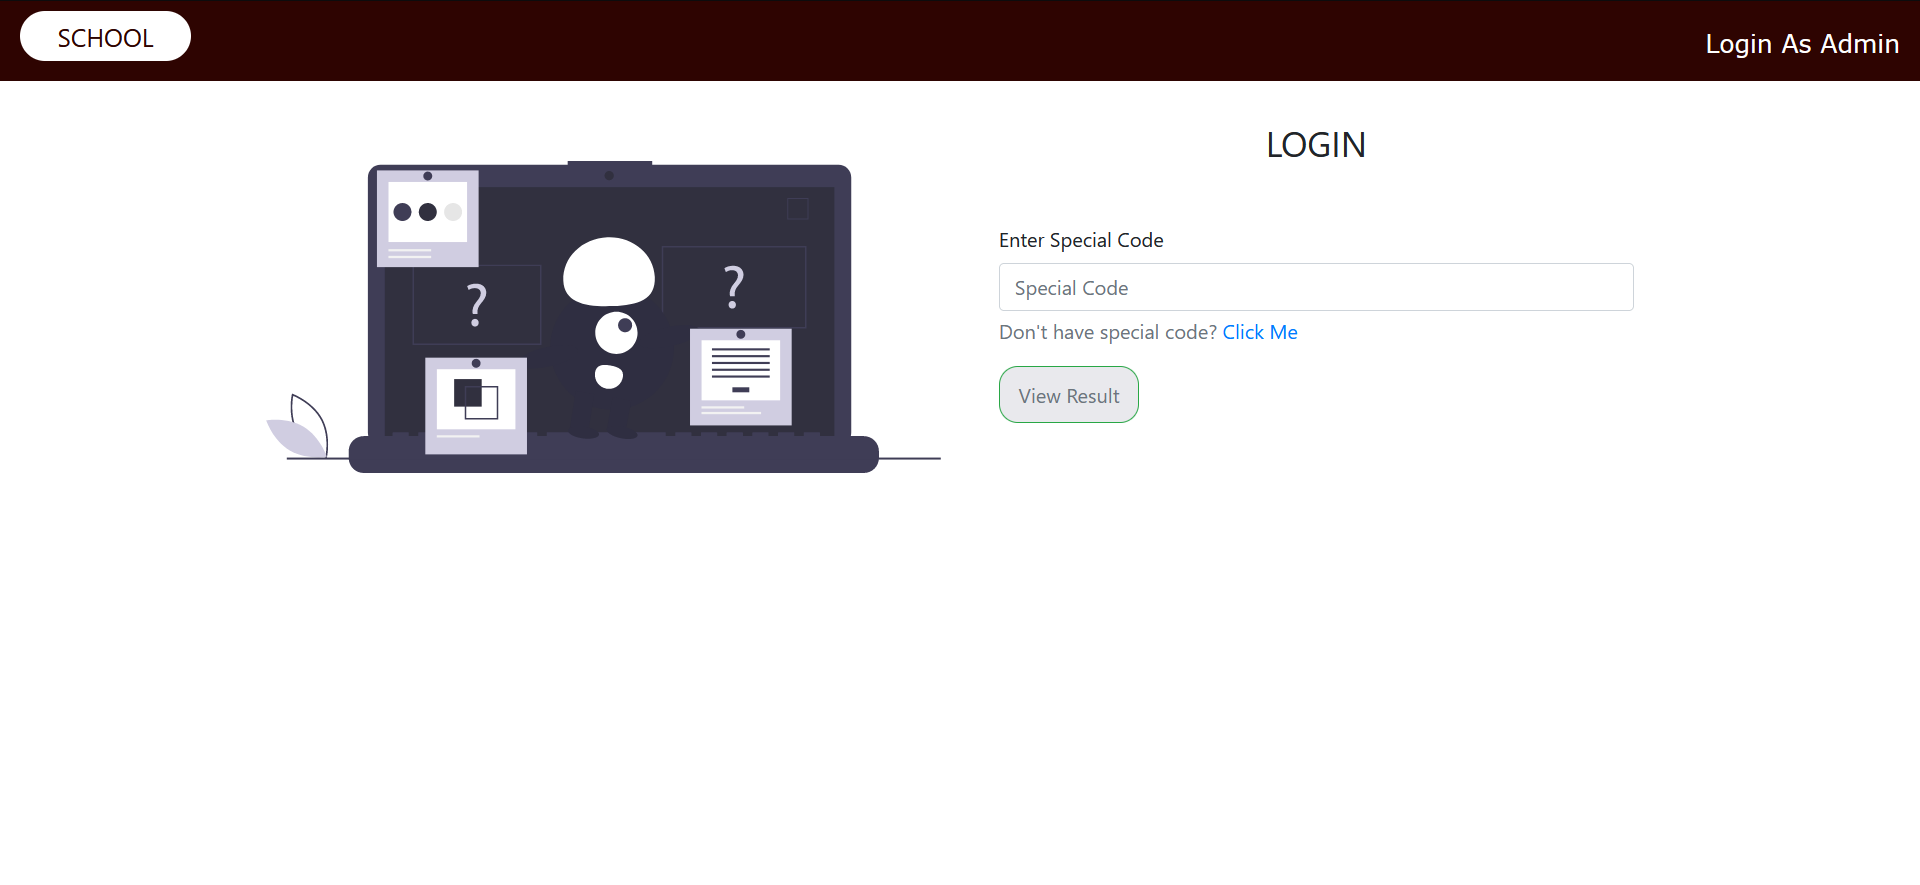 SCHOOL
Login As Admin
LOGIN
Enter Special Code
Special Code
Don't have special code? Click Me
View Result
?
?